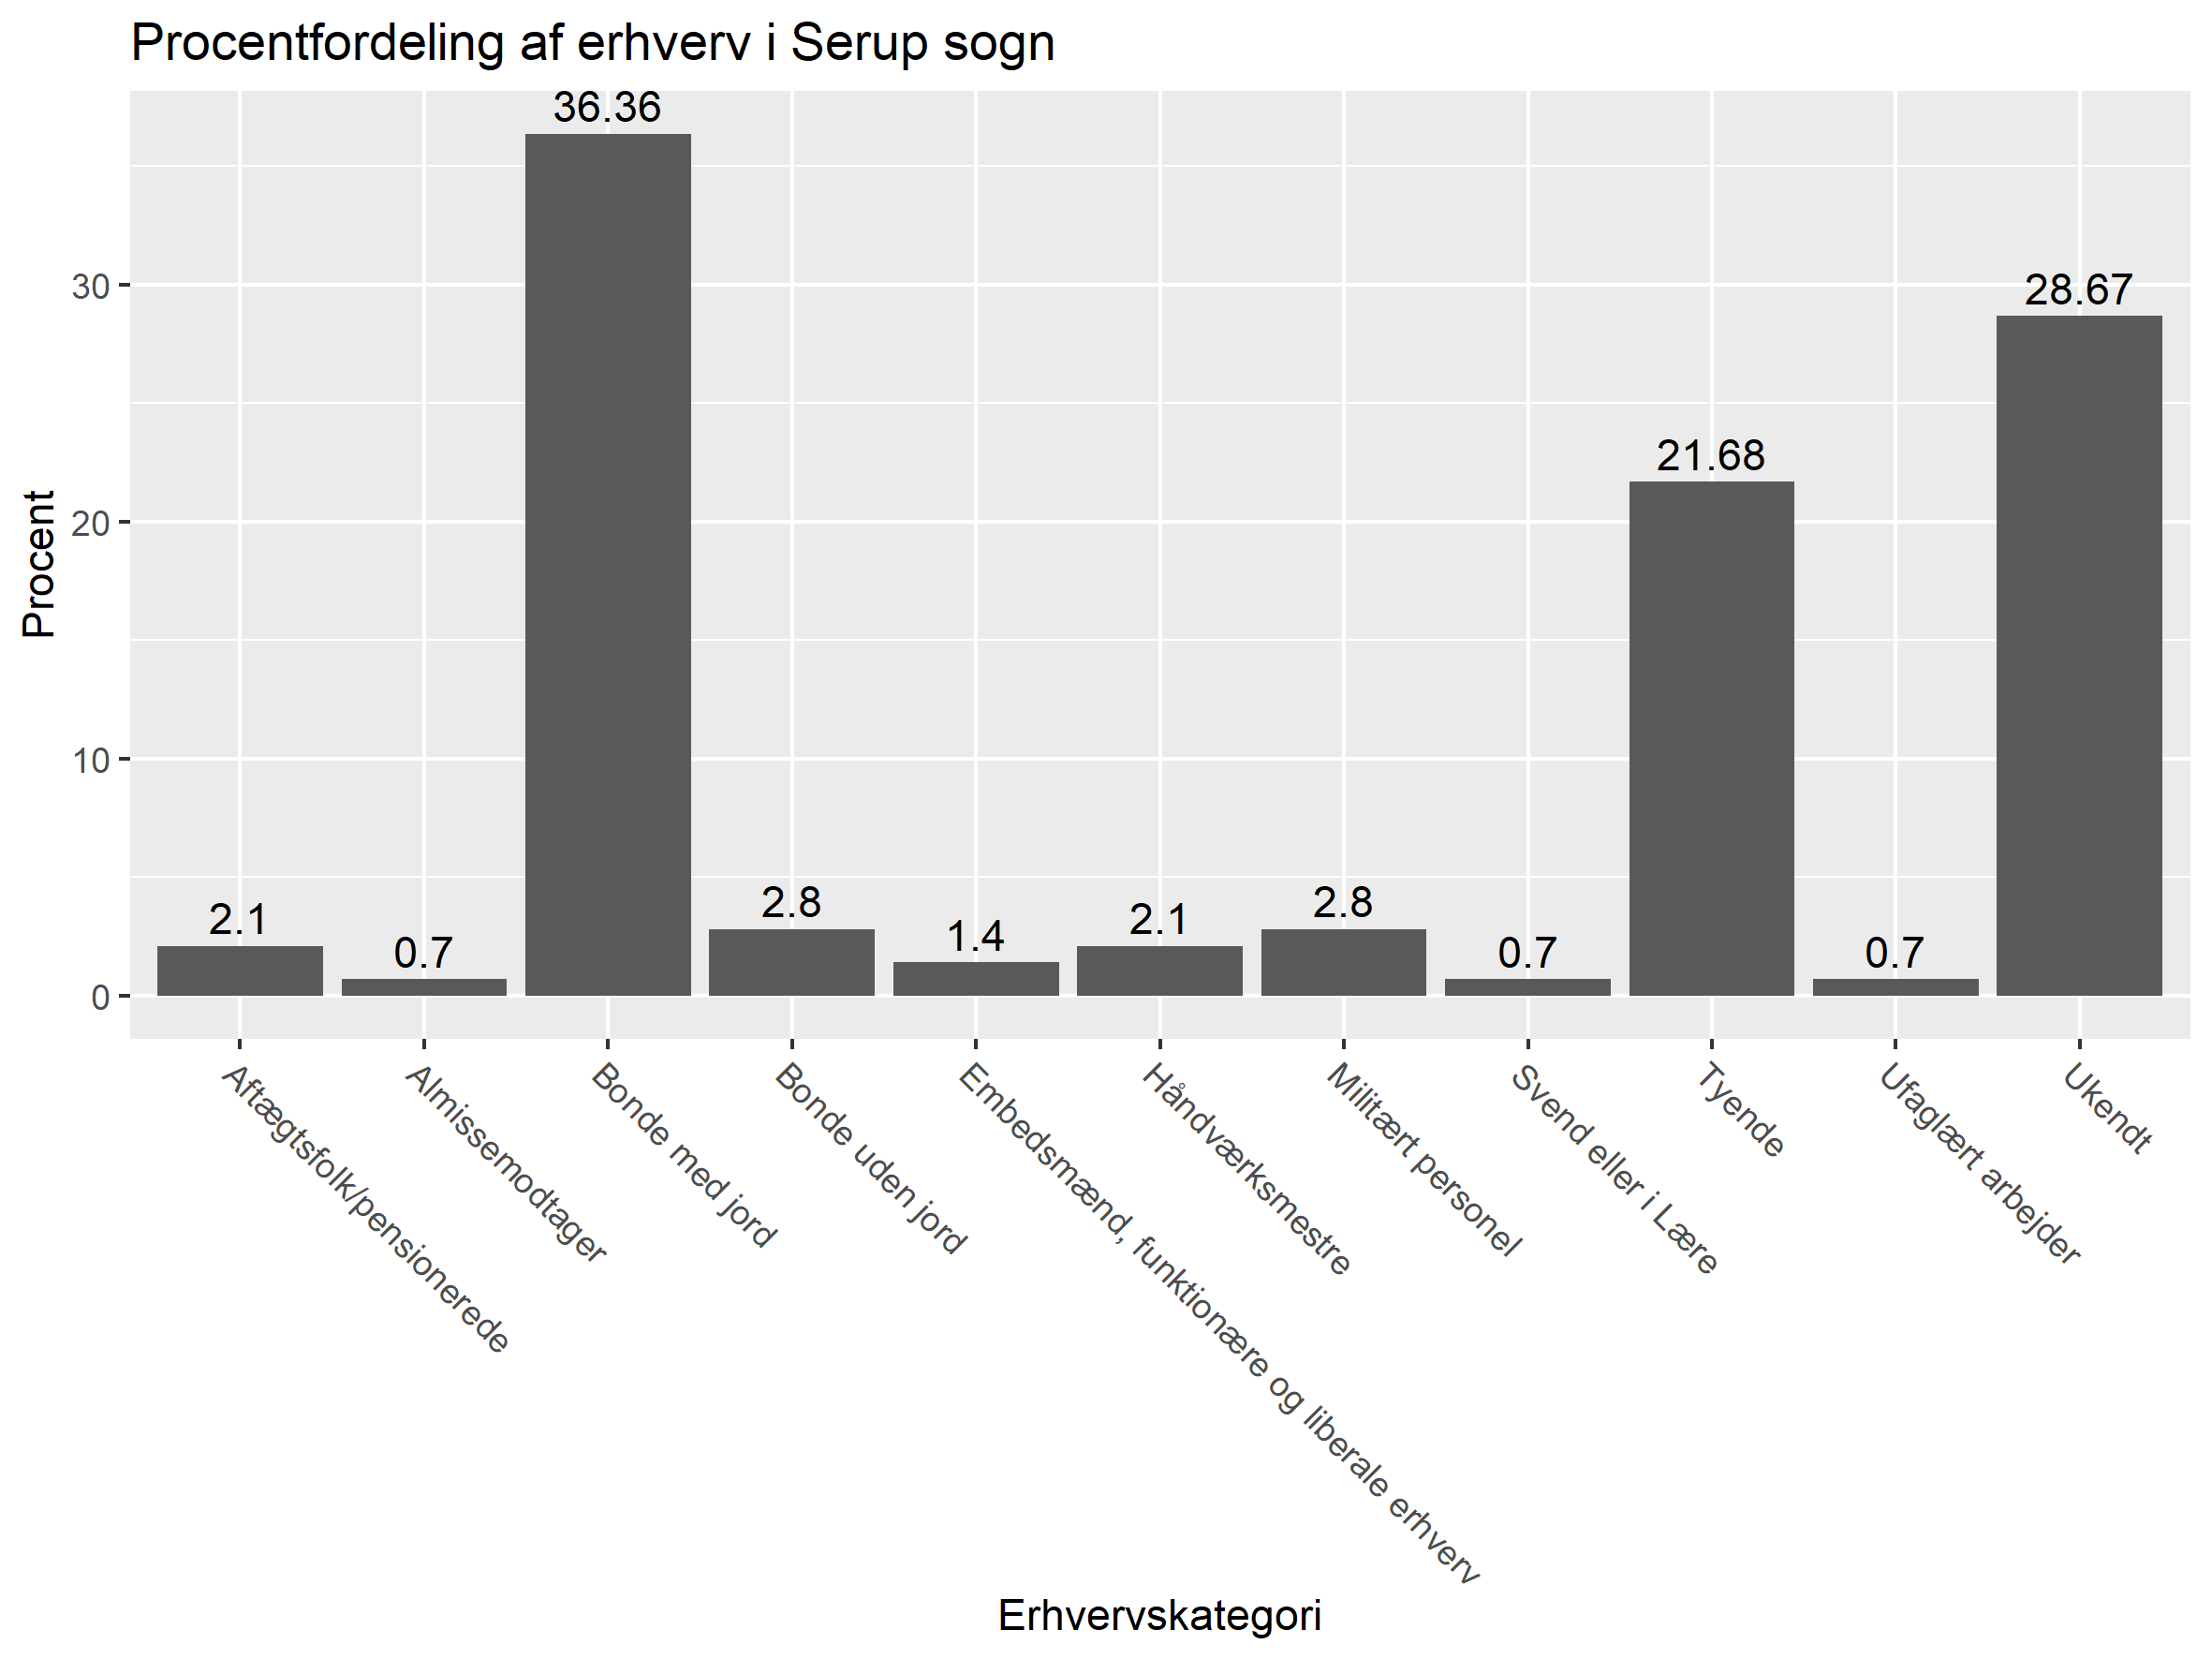 Procentfordeling af erhverv i Serup sogn
36.36
28.67
21.68
2.1
0.7
2.8
1.4
2.1
2.8
0.7
0.7
30
20
10
0
Procent
Aftægtsfolk/pensionerede
Almissemodtager
Bonde med jord
Bonde uden jord
Embedsmænd, funktionære og liberale erhverv
Håndværksmestre
Militært personel
Svend eller i Lære
Tyende
Ufaglært arbejder
Ukendt
Erhvervskategori